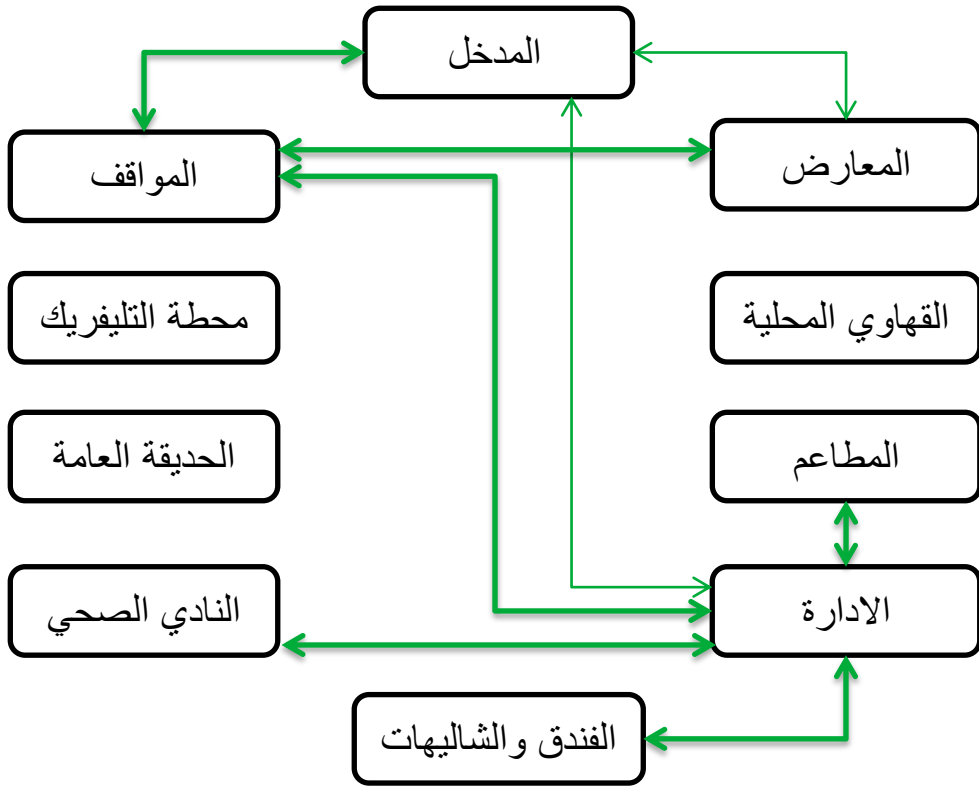 المدخل
المعارض
المواقف
القهاوي المحلية
محطة التليفريك
المطاعم
الحديقة العامة
الادارة
النادي الصحي
الفندق والشاليهات